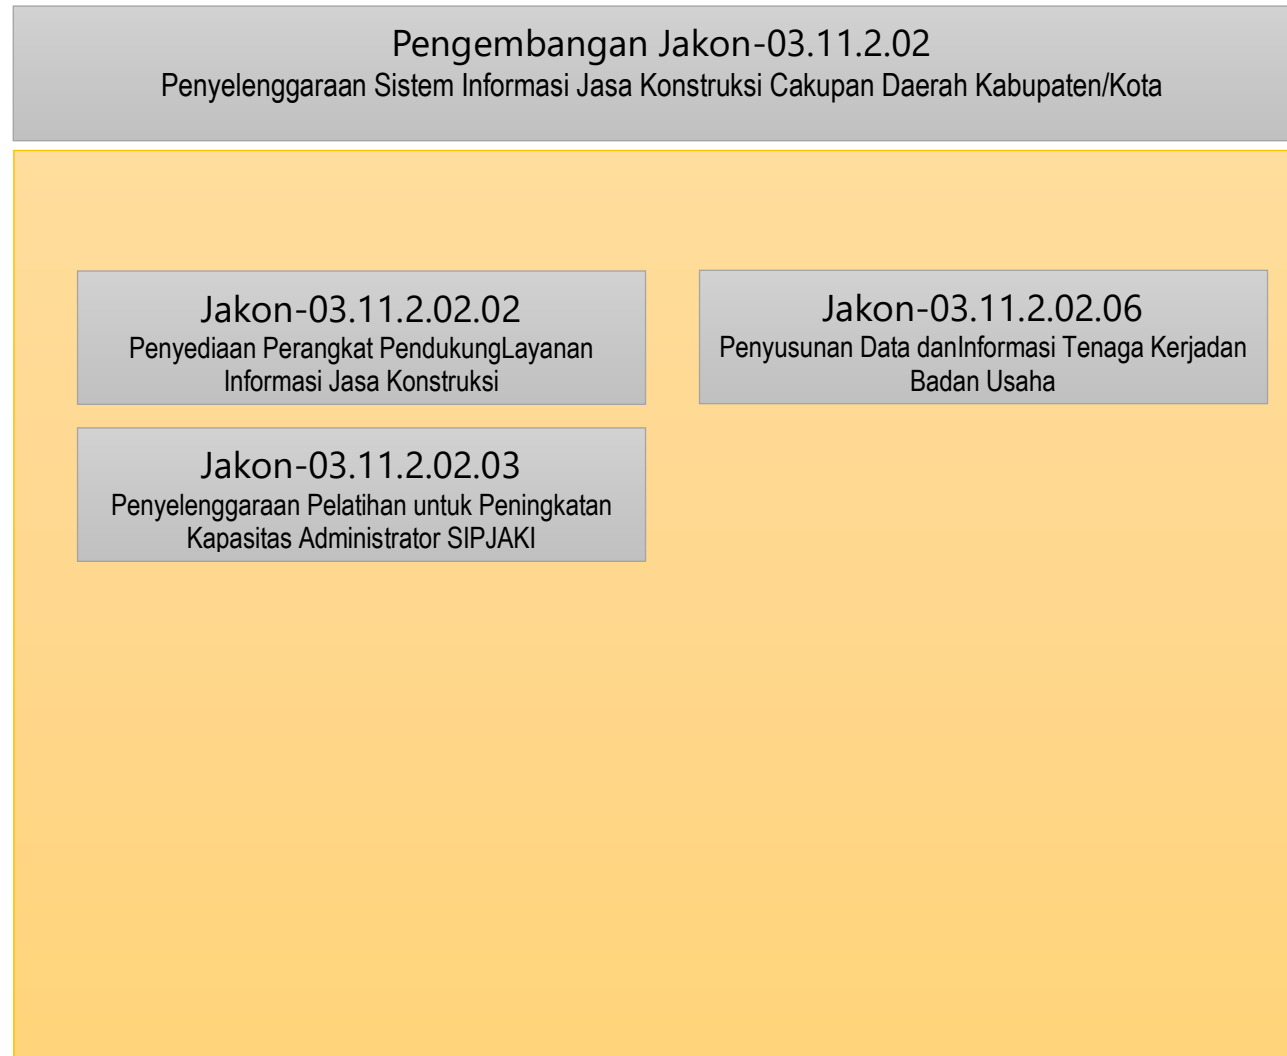 Pengembangan Jakon-03.11.2.02
Penyelenggaraan Sistem Informasi Jasa Konstruksi Cakupan Daerah Kabupaten/Kota
Jakon-03.11.2.02.02
Penyediaan Perangkat PendukungLayanan
Informasi Jasa Konstruksi
Jakon-03.11.2.02.03
Penyelenggaraan Pelatihan untuk Peningkatan
Kapasitas Administrator SIPJAKI
Jakon-03.11.2.02.06
Penyusunan Data danInformasi Tenaga Kerjadan
Badan Usaha